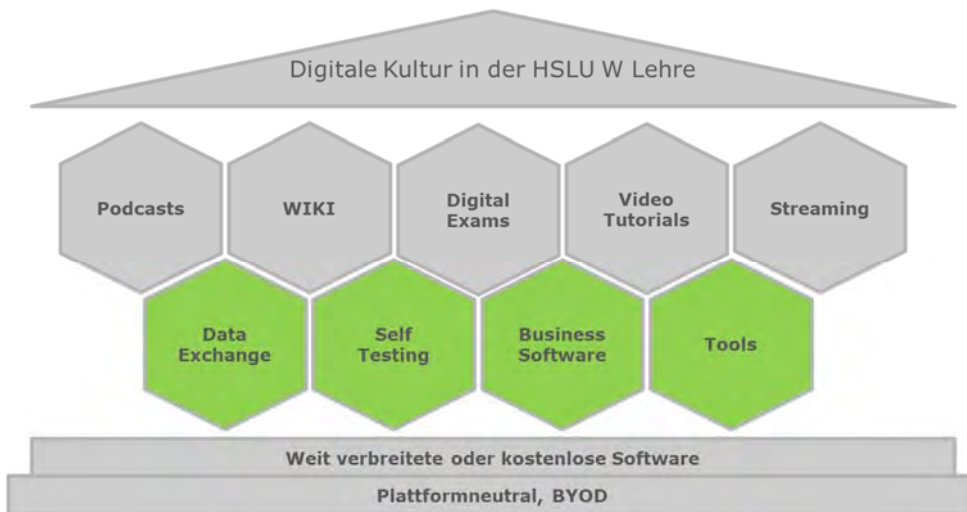 Digitale Kultur in der HSLU W Lehre
Podcasts
WIKI
Digital
Exams
Video
Tutorials
Streaming
Data
Exchange
Self
Testing
Business
Software
Tools
Weit verbreitete oder kostenlose Software
Plattformneutral, BYOD